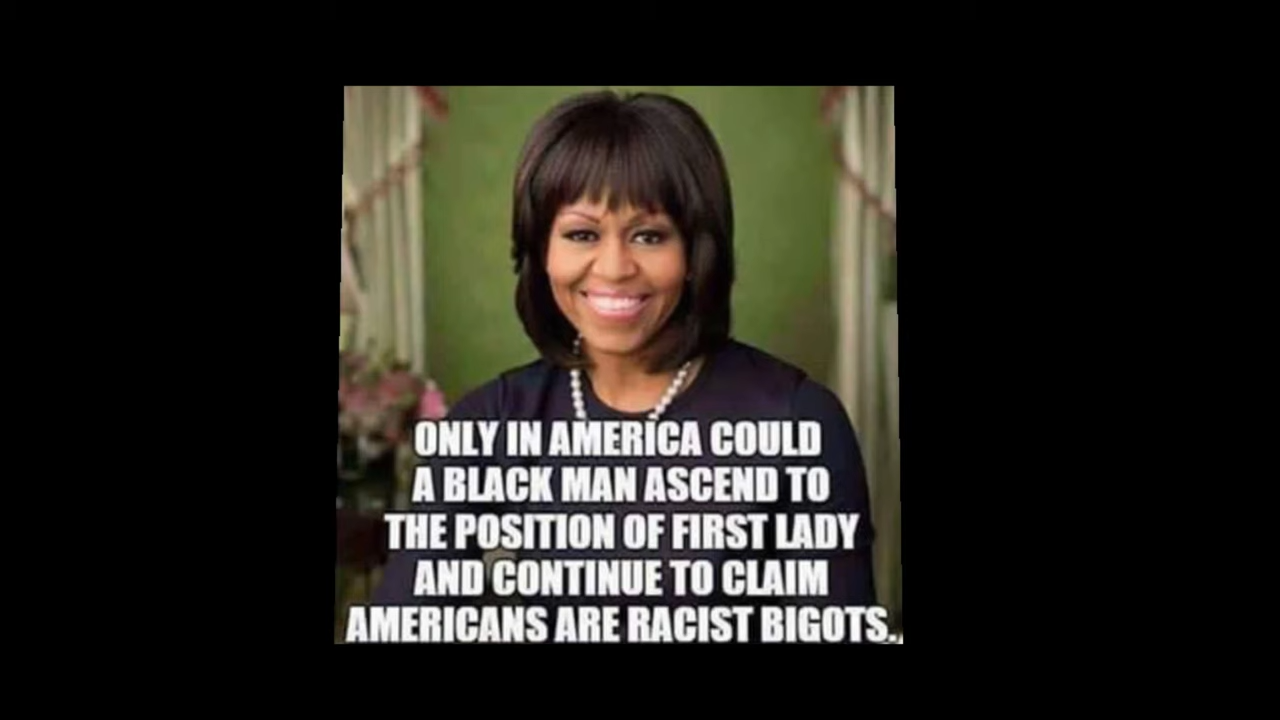 ONLY IN AMERICA COULD
A BLACK MAN ASCEND TO
THE POSITION OF FIRST LADY
AND CONTINUE TO CLAIM
AMERICANS ARE RACIST BIGOTS.